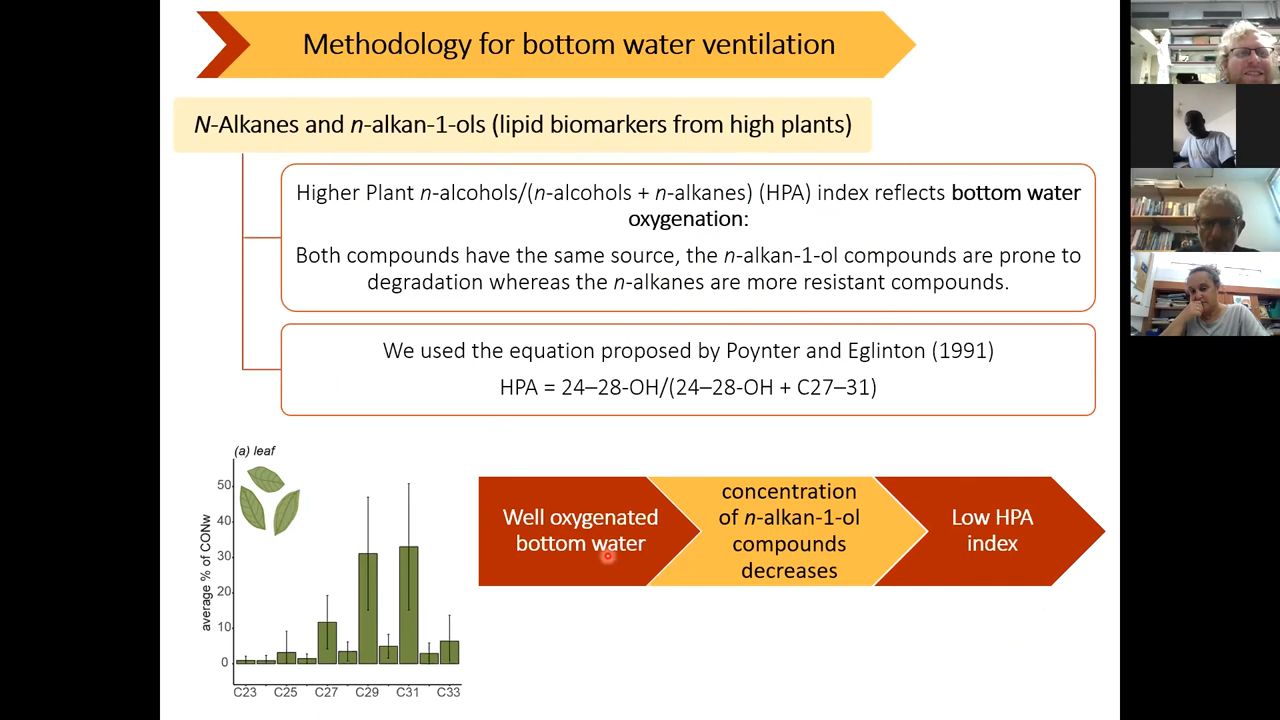 Methodology for bottom water ventilation
N-Alkanes and n-alkan-1-ols (lipid biomarkers from high plants)
Higher Plant n-alcohols/(n-alcohols + n-alkanes) (HPA) index reflects bottom water
oxygenation:
Both compounds have the same source, the n-alkan-1-ol compounds are prone to
degradation whereas the n-alkanes are more resistant compounds.
We used the equation proposed by Poynter and Eglinton (1991)
HPA = 24–28-OH/(24–28-OH + C27–31)
(a) leaf
average % of CONw
50
40
30
20
10
0
C23 C25 C27 C29 C31 C33
Well oxygenated
bottom water
concentration
of n-alkan-1-ol
compounds
decreases
Low HPA
index